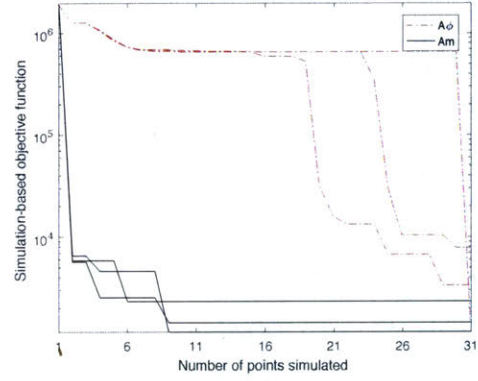 Simulation-based objective function
10^6
10^5
10^4
Aϕ
Am
1 6 11 16 21 26 31
Number of points simulated